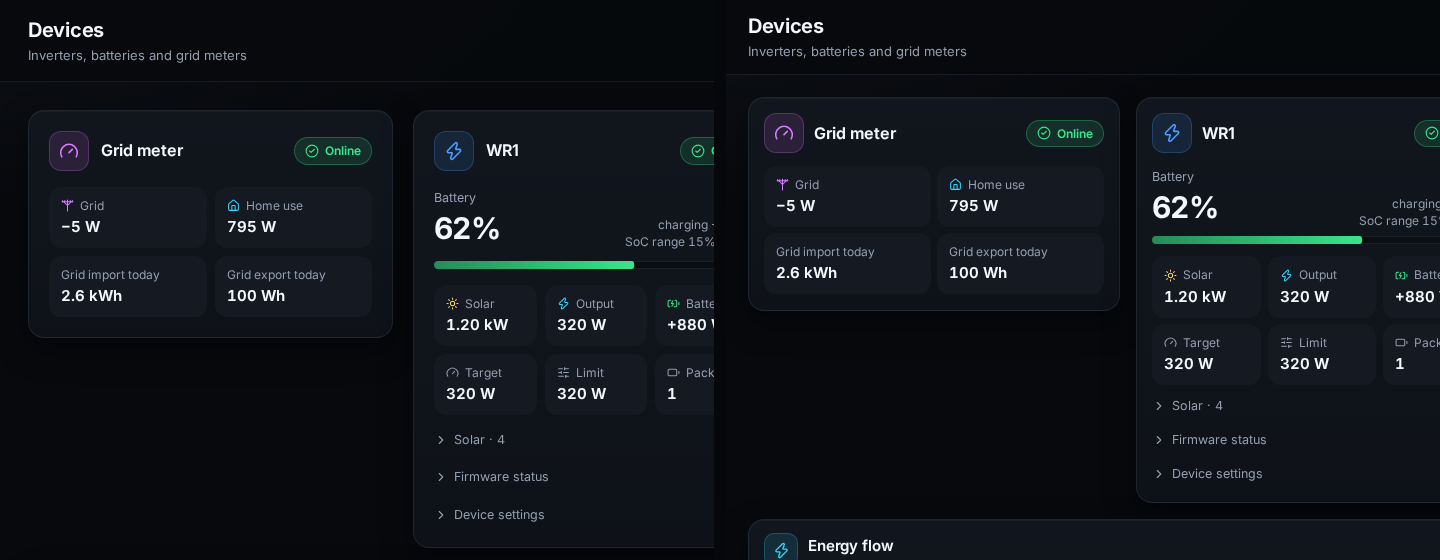 Devices
Inverters, batteries and grid meters
Grid meter
Online
Grid
−5 W
Home use
795 W
Grid import today
2.6 kWh
Grid export today
100 Wh
WR1
Battery
62%
charging
SoC range 15%
Solar
1.20 kW
Output
320 W
+880
Target
320 W
Limit
320 W
1
Solar · 4
Firmware status
Device settings
Devices
Inverters, batteries and grid meters
Grid meter
Online
Grid
−5 W
Home use
795 W
Grid import today
2.6 kWh
Grid export today
100 Wh
WR1
Battery
62%
charging
SoC range 15
Solar
1.20 kW
Output
320 W
+880
Target
320 W
Limit
320 W
1
Solar · 4
Firmware status
Device settings
Energy flow